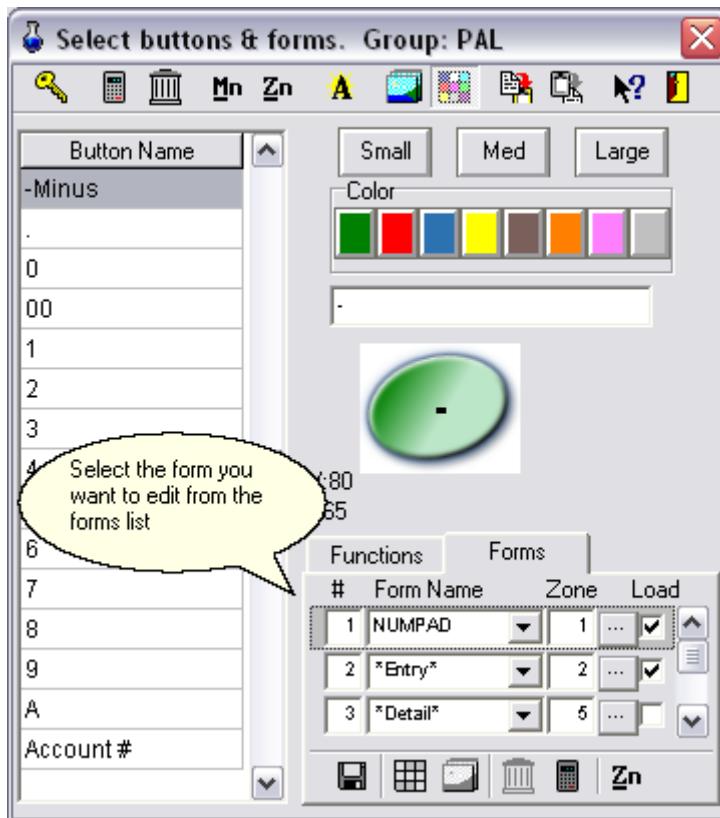 Select buttons & forms. Group: PAL
Mn Zn A ?
Button Name
Small Med Large
-Minus
Color
.
0
00
-
1
2
-
3
4
Select the form you
want to edit from the
forms list
:80
65
6
Functions Forms
7
# Form Name Zone Load
1 NUMPAD 1 ...
8
2 *Entry* 2 ...
9
3 *Detail* 5 ...
A
Account #
Zn